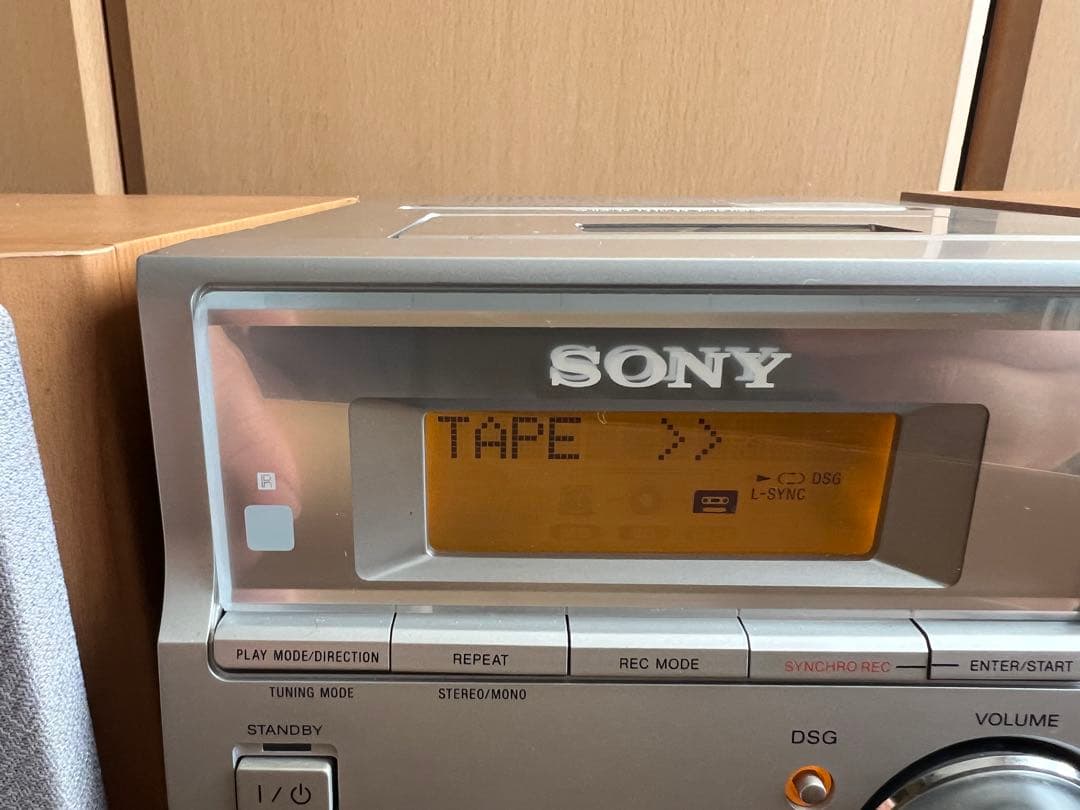 SONY
TAPE >>
DSG
L-SYNC
R
PLAY MODE/DIRECTION
REPEAT
REC MODE
SYNCHRO REC
ENTER/START
TUNING MODE
STEREO/MONO
STANDBY
I/⏻
DSG
VOLUME